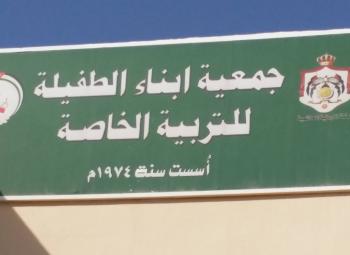 جمعية ابناء الطفيلة
للتربية الخاصة
أسست سنة ١٩٧٤م